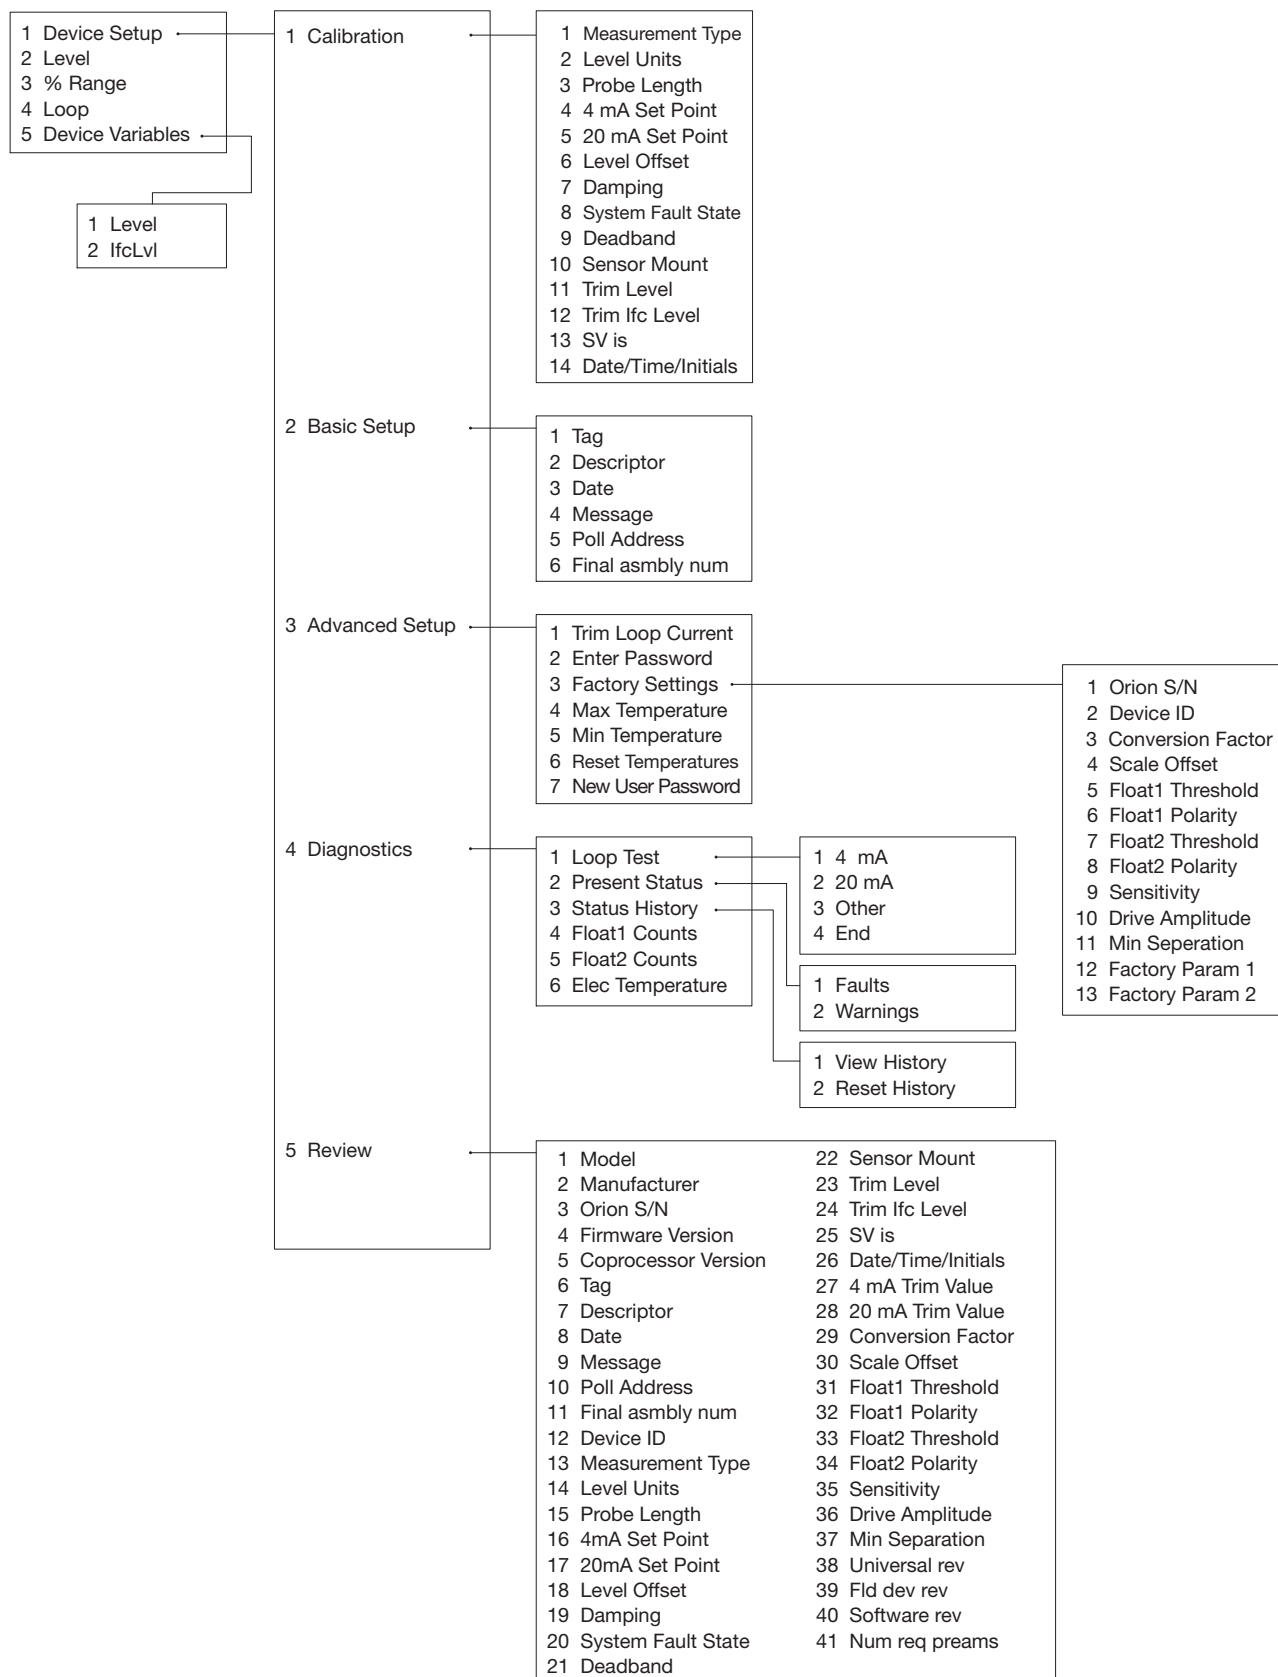 1 Device Setup
2 Level
3 % Range
4 Loop
5 Device Variables
1 Level
2 IfcLvl
1 Calibration
2 Basic Setup
3 Advanced Setup
4 Diagnostics
5 Review
1 Measurement Type
2 Level Units
3 Probe Length
4 4 mA Set Point
5 20 mA Set Point
6 Level Offset
7 Damping
8 System Fault State
9 Deadband
10 Sensor Mount
11 Trim Level
12 Trim Ifc Level
13 SV is
14 Date/Time/Initials
1 Tag
2 Descriptor
3 Date
4 Message
5 Poll Address
6 Final asmbly num
1 Trim Loop Current
2 Enter Password
3 Factory Settings
4 Max Temperature
5 Min Temperature
6 Reset Temperatures
7 New User Password
1 Orion S/N
2 Device ID
3 Conversion Factor
4 Scale Offset
5 Float1 Threshold
6 Float1 Polarity
7 Float2 Threshold
8 Float2 Polarity
9 Sensitivity
10 Drive Amplitude
11 Min Seperation
12 Factory Param 1
13 Factory Param 2
1 Loop Test
2 Present Status
3 Status History
4 Float1 Counts
5 Float2 Counts
6 Elec Temperature
1 4 mA
2 20 mA
3 Other
4 End
1 Faults
2 Warnings
1 View History
2 Reset History
1 Model
2 Manufacturer
3 Orion S/N
4 Firmware Version
5 Coprocessor Version
6 Tag
7 Descriptor
8 Date
9 Message
10 Poll Address
11 Final asmbly num
12 Device ID
13 Measurement Type
14 Level Units
15 Probe Length
16 4mA Set Point
17 20mA Set Point
18 Level Offset
19 Damping
20 System Fault State
21 Deadband
22 Sensor Mount
23 Trim Level
24 Trim Ifc Level
25 SV is
26 Date/Time/Initials
27 4 mA Trim Value
28 20 mA Trim Value
29 Conversion Factor
30 Scale Offset
31 Float1 Threshold
32 Float1 Polarity
33 Float2 Threshold
34 Float2 Polarity
35 Sensitivity
36 Drive Amplitude
37 Min Separation
38 Universal rev
39 Fld dev rev
40 Software rev
41 Num req preams